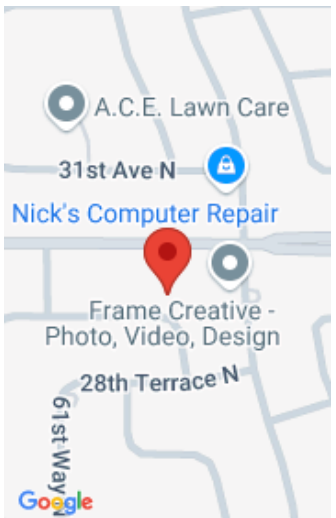 A.C.E. Lawn Care
31st Ave N
Nick's Computer Repair
Frame Creative -
Photo, Video, Design
28th Terrace N
61st Way N
Google